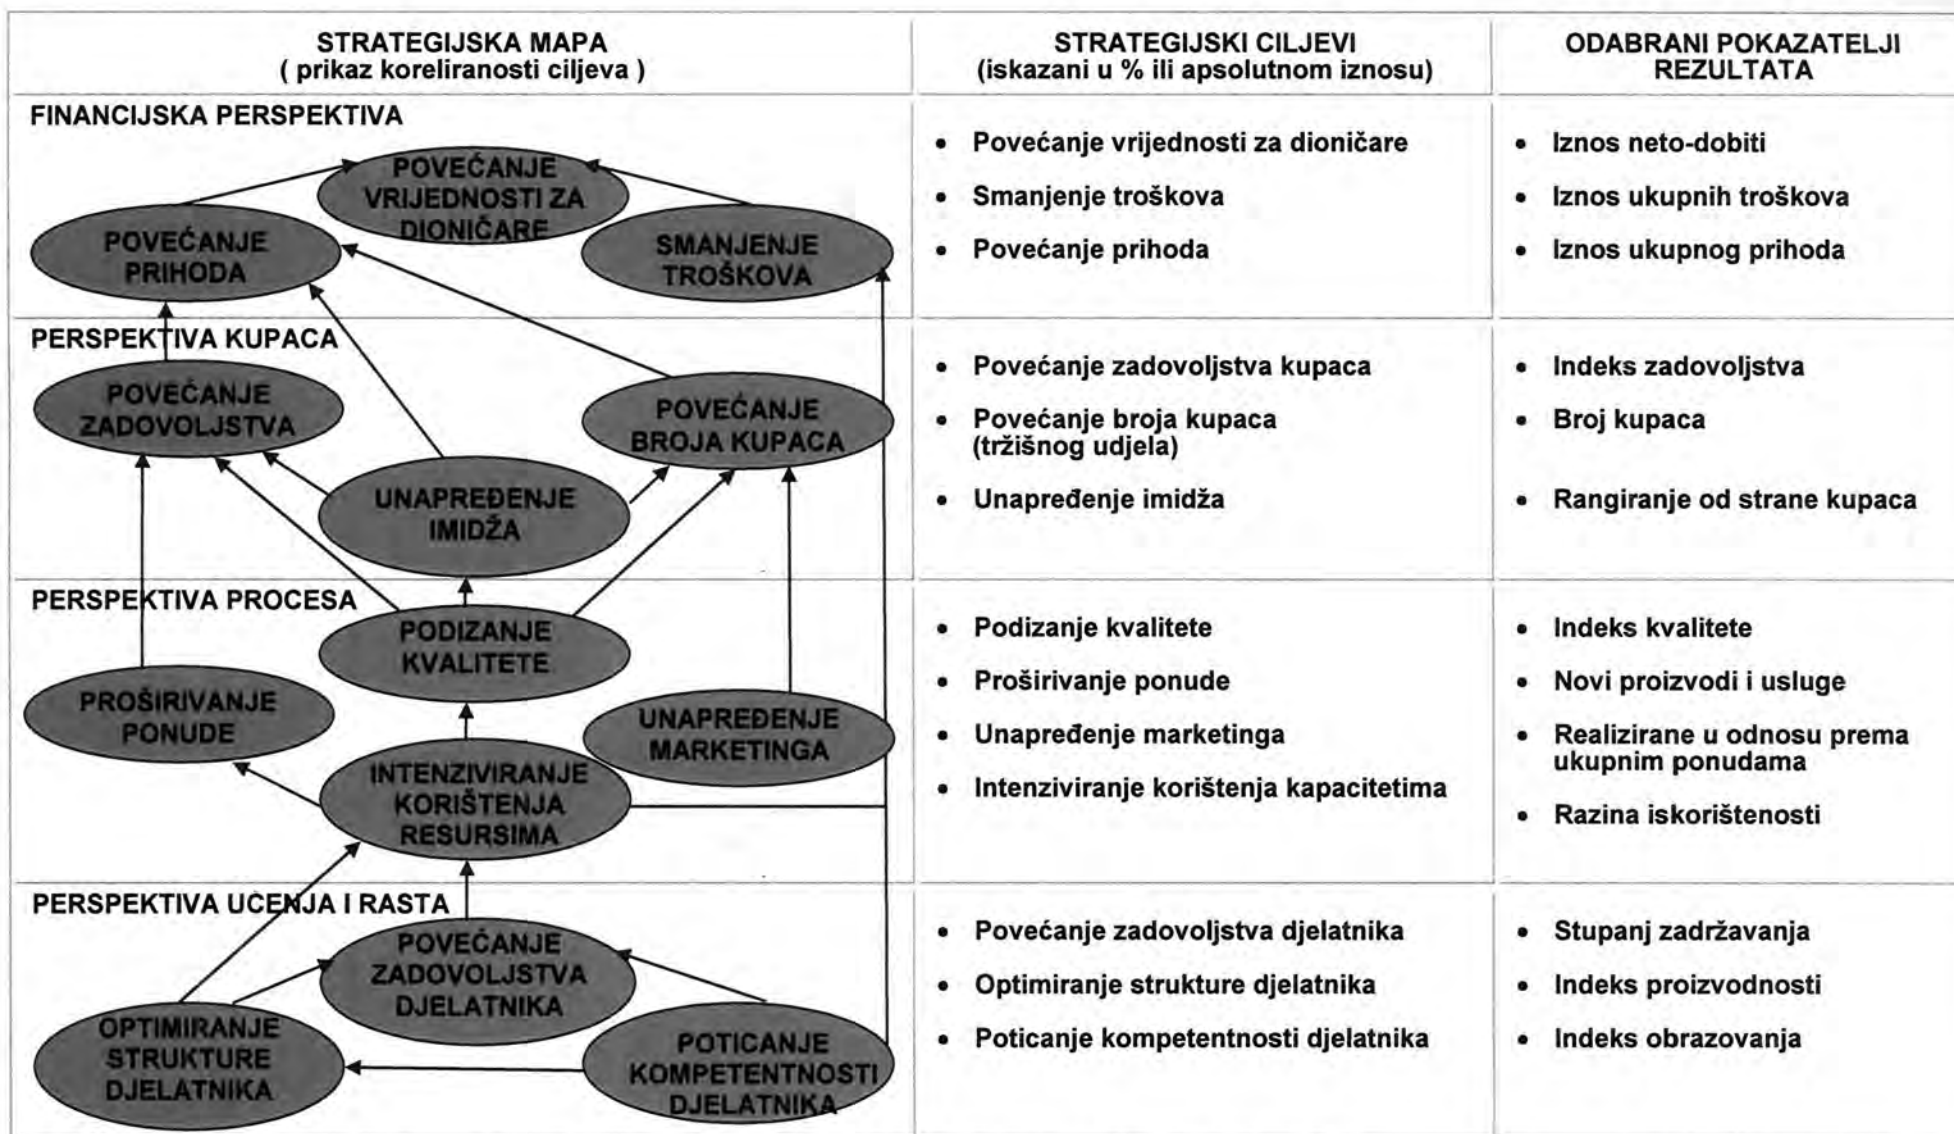 STRATEGIJSKA MAPA
( prikaz koreliranosti ciljeva )
STRATEGIJSKI CILJEVI
(iskazani u % ili apsolutnom iznosu)
ODABRANI POKAZATELJI
REZULTATA
FINANCIJSKA PERSPEKTIVA
POVEĆANJE
VRIJEDNOSTI ZA
DIONIČARE
POVEĆANJE
PRIHODA
SMANJENJE
TROŠKOVA
• Povećanje vrijednosti za dioničare
• Smanjenje troškova
• Povećanje prihoda
• Iznos neto-dobiti
• Iznos ukupnih troškova
• Iznos ukupnog prihoda
PERSPEKTIVA KUPACA
POVEĆANJE
ZADOVOLJSTVA
POVEĆANJE
BROJA KUPACA
UNAPREĐENJE
IMIDŽA
• Povećanje zadovoljstva kupaca
• Povećanje broja kupaca
(tržišnog udjela)
• Unapređenje imidža
• Indeks zadovoljstva
• Broj kupaca
• Rangiranje od strane kupaca
PERSPEKTIVA PROCESA
PODIZANJE
KVALITETE
PROŠIRIVANJE
PONUDE
UNAPREĐENJE
MARKETINGA
INTENZIVIRANJE
KORIŠTENJA
RESURSIMA
• Podizanje kvalitete
• Proširivanje ponude
• Unapređenje marketinga
• Intenziviranje korištenja kapacitetima
• Indeks kvalitete
• Novi proizvodi i usluge
• Realizirane u odnosu prema
ukupnim ponudama
• Razina iskorištenosti
PERSPEKTIVA UČENJA I RASTA
POVEĆANJE
ZADOVOLJSTVA
DJELATNIKA
OPTIMIRANJE
STRUKTURE
DJELATNIKA
POTICANJE
KOMPETENTNOSTI
DJELATNIKA
• Povećanje zadovoljstva djelatnika
• Optimiranje strukture djelatnika
• Poticanje kompetentnosti djelatnika
• Stupanj zadržavanja
• Indeks proizvodnosti
• Indeks obrazovanja